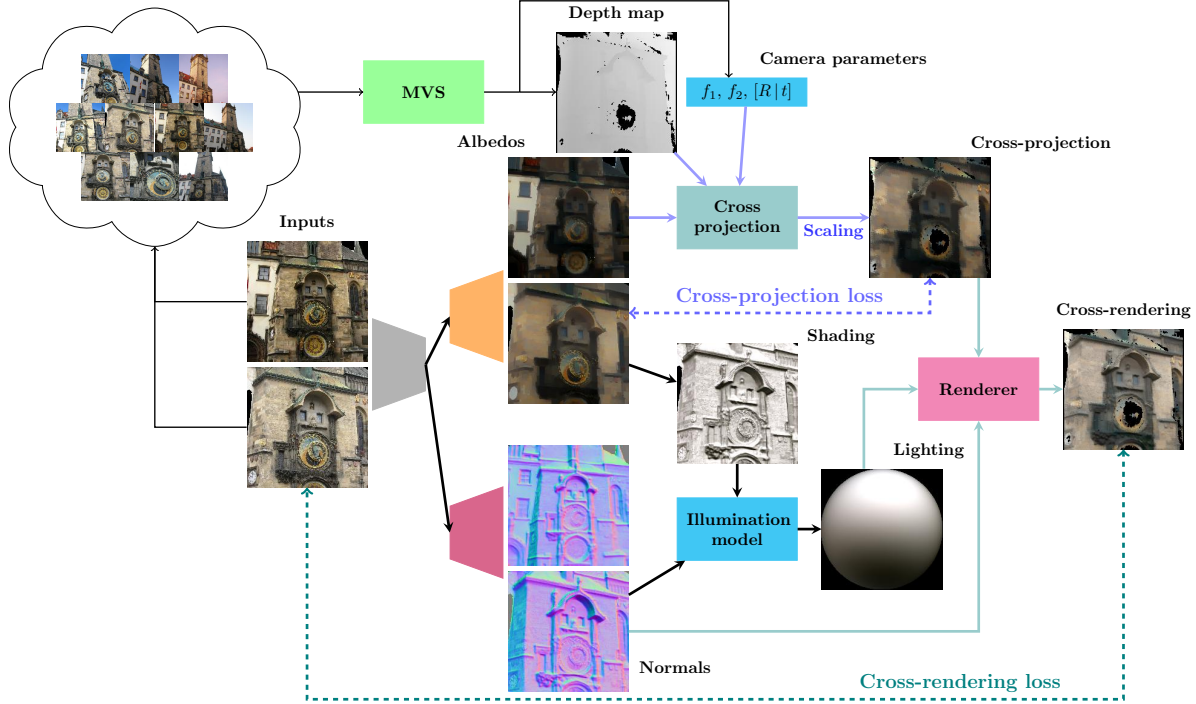 Depth map
Camera parameters
MVS
f₁, f₂, [R | t]
Albedos
Cross-projection
Inputs
Cross
projection
Scaling
Cross-projection loss
Cross-rendering
Shading
Renderer
Lighting
Illumination
model
Normals
Cross-rendering loss